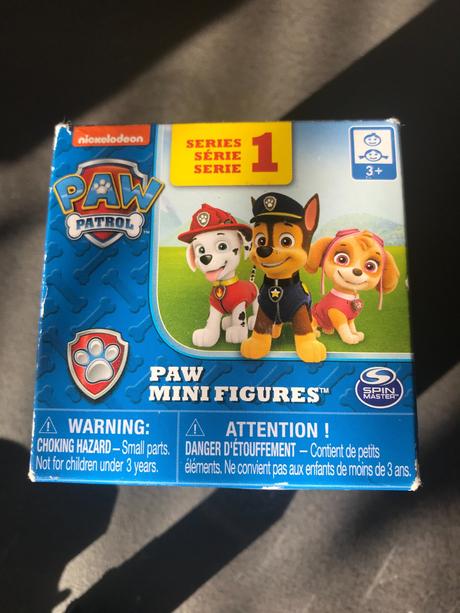 nickelodeon
SERIES
SÉRIE
SERIE
1
3+
PAW
PATROL™
PAW
MINI FIGURES™
SPIN
MASTER™
WARNING:
CHOKING HAZARD – Small parts.
Not for children under 3 years.
ATTENTION !
DANGER D'ÉTOUFFEMENT – Contient de petits
éléments. Ne convient pas aux enfants de moins de 3 ans.